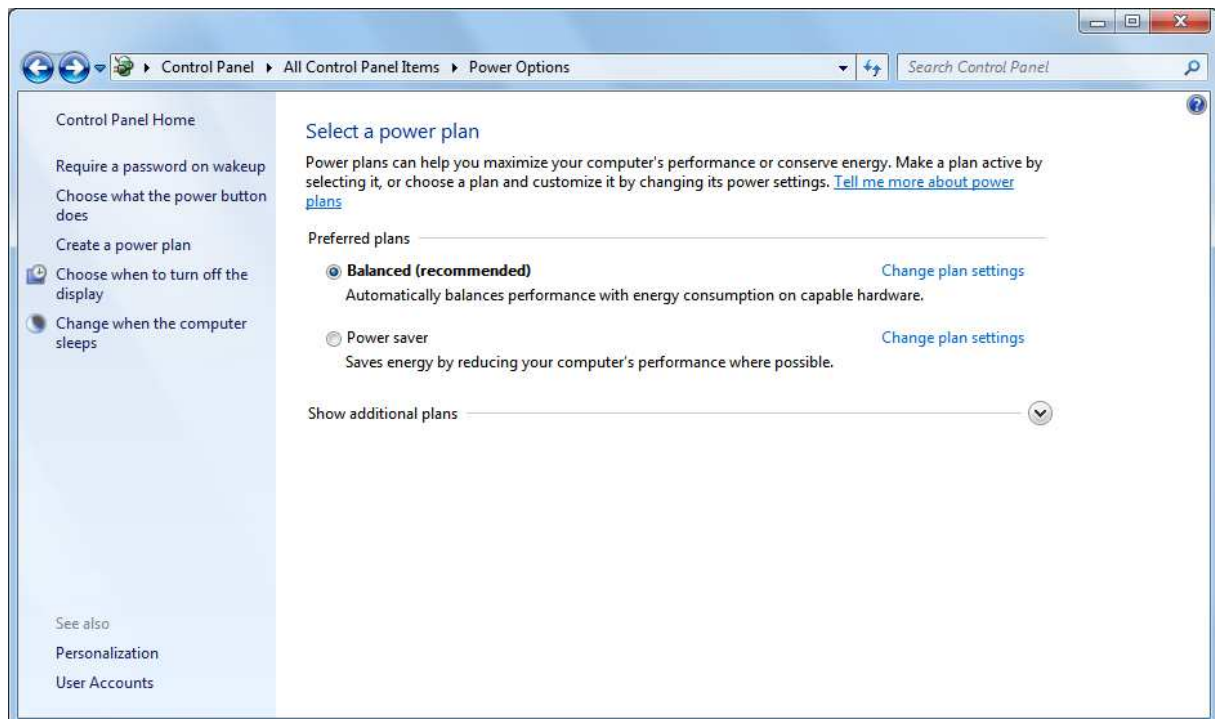 Control Panel ▸ All Control Panel Items ▸ Power Options
Search Control Panel
Control Panel Home
Require a password on wakeup
Choose what the power button
does
Create a power plan
Choose when to turn off the
display
Change when the computer
sleeps
See also
Personalization
User Accounts
Select a power plan
Power plans can help you maximize your computer's performance or conserve energy. Make a plan active by
selecting it, or choose a plan and customize it by changing its power settings. Tell me more about power
plans
Preferred plans
Balanced (recommended) Change plan settings
Automatically balances performance with energy consumption on capable hardware.
Power saver Change plan settings
Saves energy by reducing your computer's performance where possible.
Show additional plans